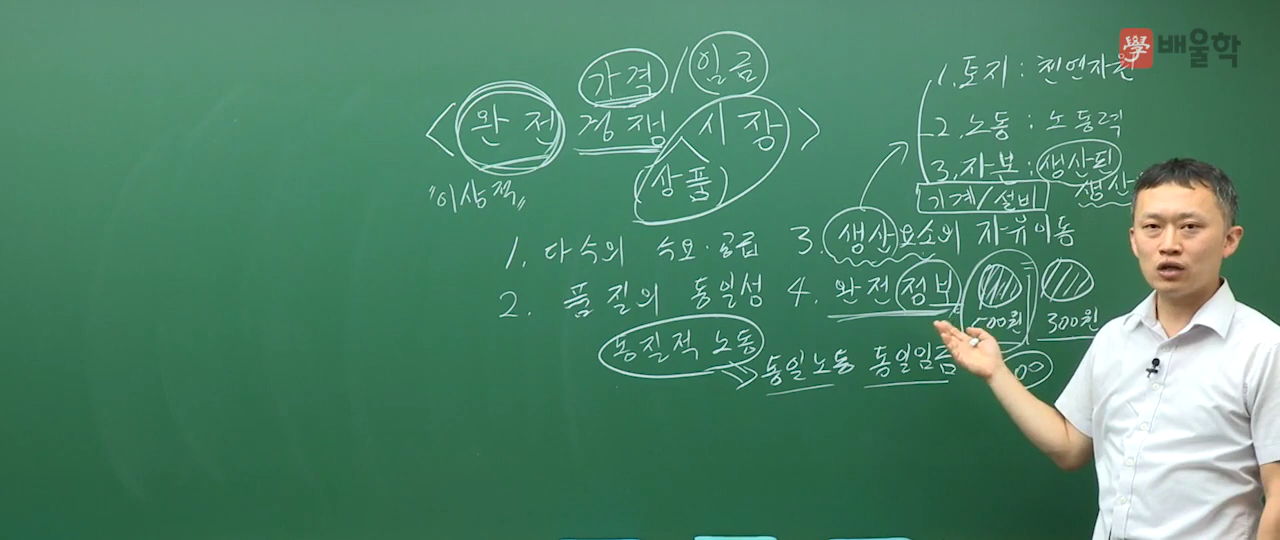 學 배울학
가격 / 임금
<완전경쟁시장>
(상품)
"이상적"
1. 토지 : 천연자원
2. 노동 : 노동력
3. 자본 : 생산된
생산
기계/설비
1. 다수의 수요·공급
2. 품질의 동일성
동질적 노동
동일노동 동일임금
3. 생산요소의 자유이동
4. 완전정보
500원
300원